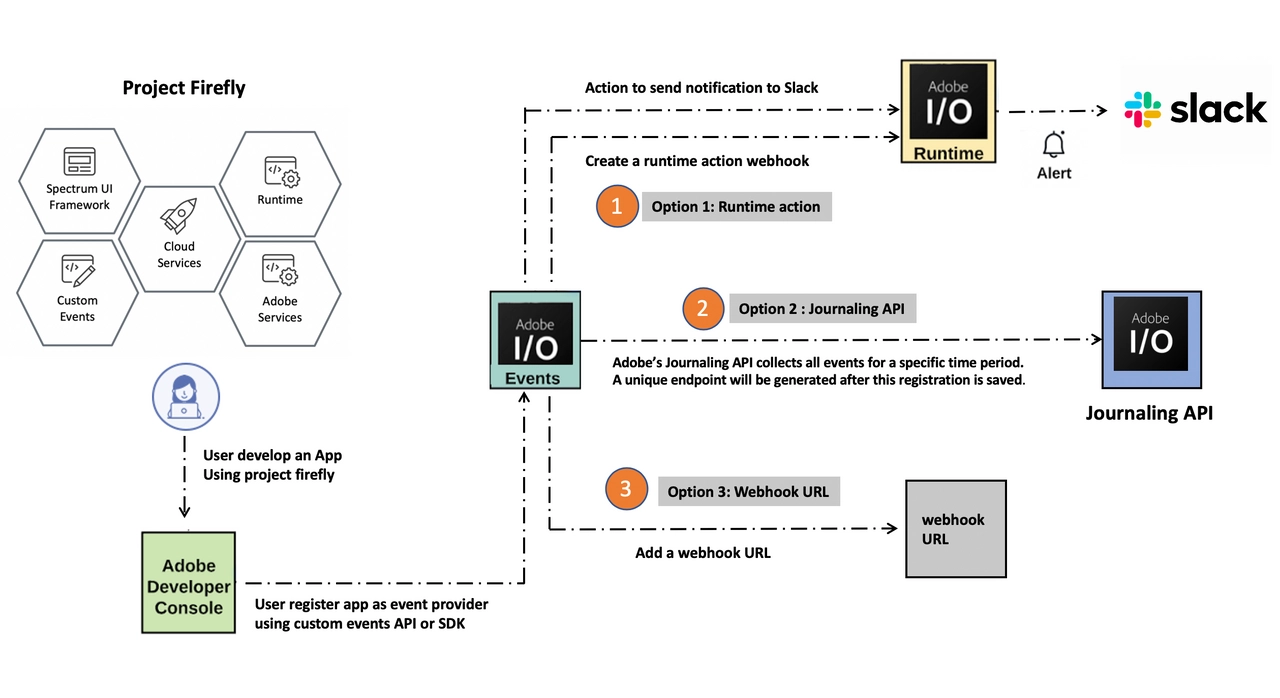 Project Firefly
Spectrum UI
Framework
Runtime
Cloud
Services
Custom
Events
Adobe
Services
User develop an App
Using project firefly
Adobe
Developer
Console
User register app as event provider
using custom events API or SDK
Adobe
I/O
Events
Action to send notification to Slack
Create a runtime action webhook
1
Option 1: Runtime action
Adobe
I/O
Runtime
Alert
slack
2
Option 2 : Journaling API
Adobe’s Journaling API collects all events for a specific time period.
A unique endpoint will be generated after this registration is saved.
Adobe
I/O
Journaling API
3
Option 3: Webhook URL
Add a webhook URL
webhook
URL